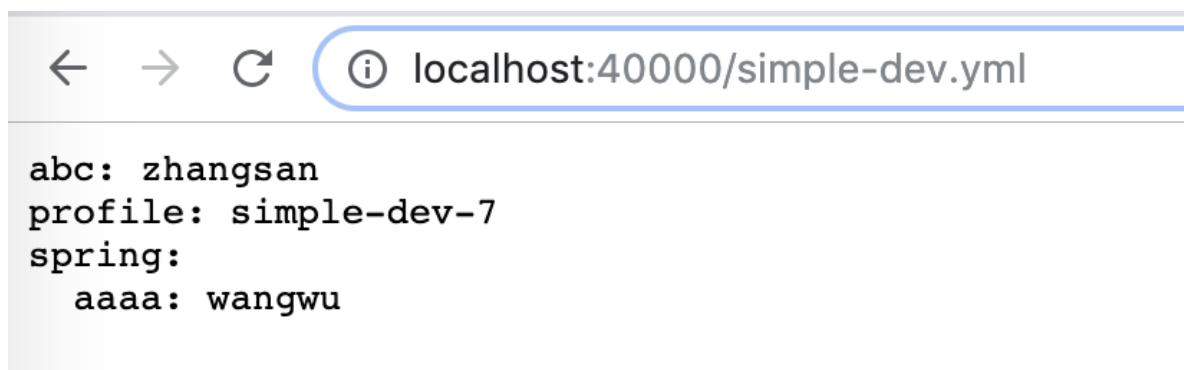 localhost:40000/simple-dev.yml
abc: zhangsan
profile: simple-dev-7
spring:
  aaaa: wangwu